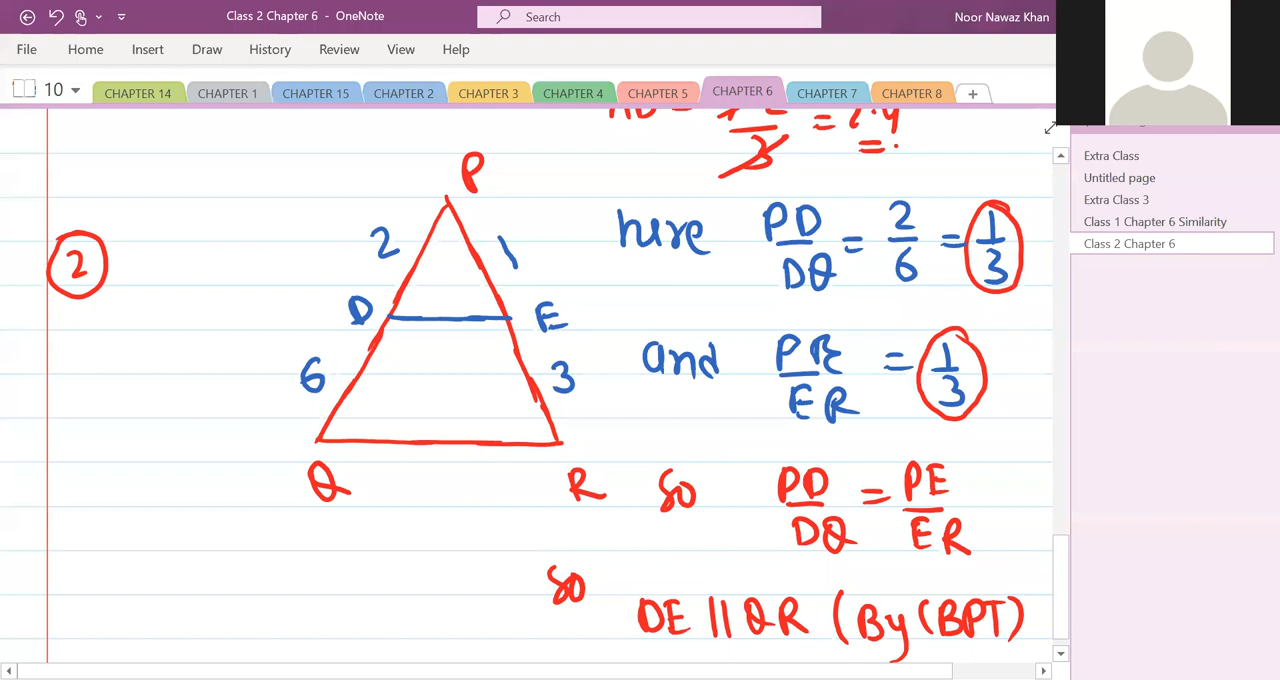 Class 2 Chapter 6 - OneNote
Search
Noor Nawaz Khan
File Home Insert Draw History Review View Help
10 CHAPTER 14 CHAPTER 1 CHAPTER 15 CHAPTER 2 CHAPTER 3 CHAPTER 4 CHAPTER 5 CHAPTER 6 CHAPTER 7 CHAPTER 8 +
Extra Class
Untitled page
Extra Class 3
Class 1 Chapter 6 Similarity
Class 2 Chapter 6
= 2.4
3
2
P
2 1
D E
6 3
Q R
here PD/DQ = 2/6 = 1/3
and PE/ER = 1/3
so PD/DQ = PE/ER
so DE || QR (By (BPT)